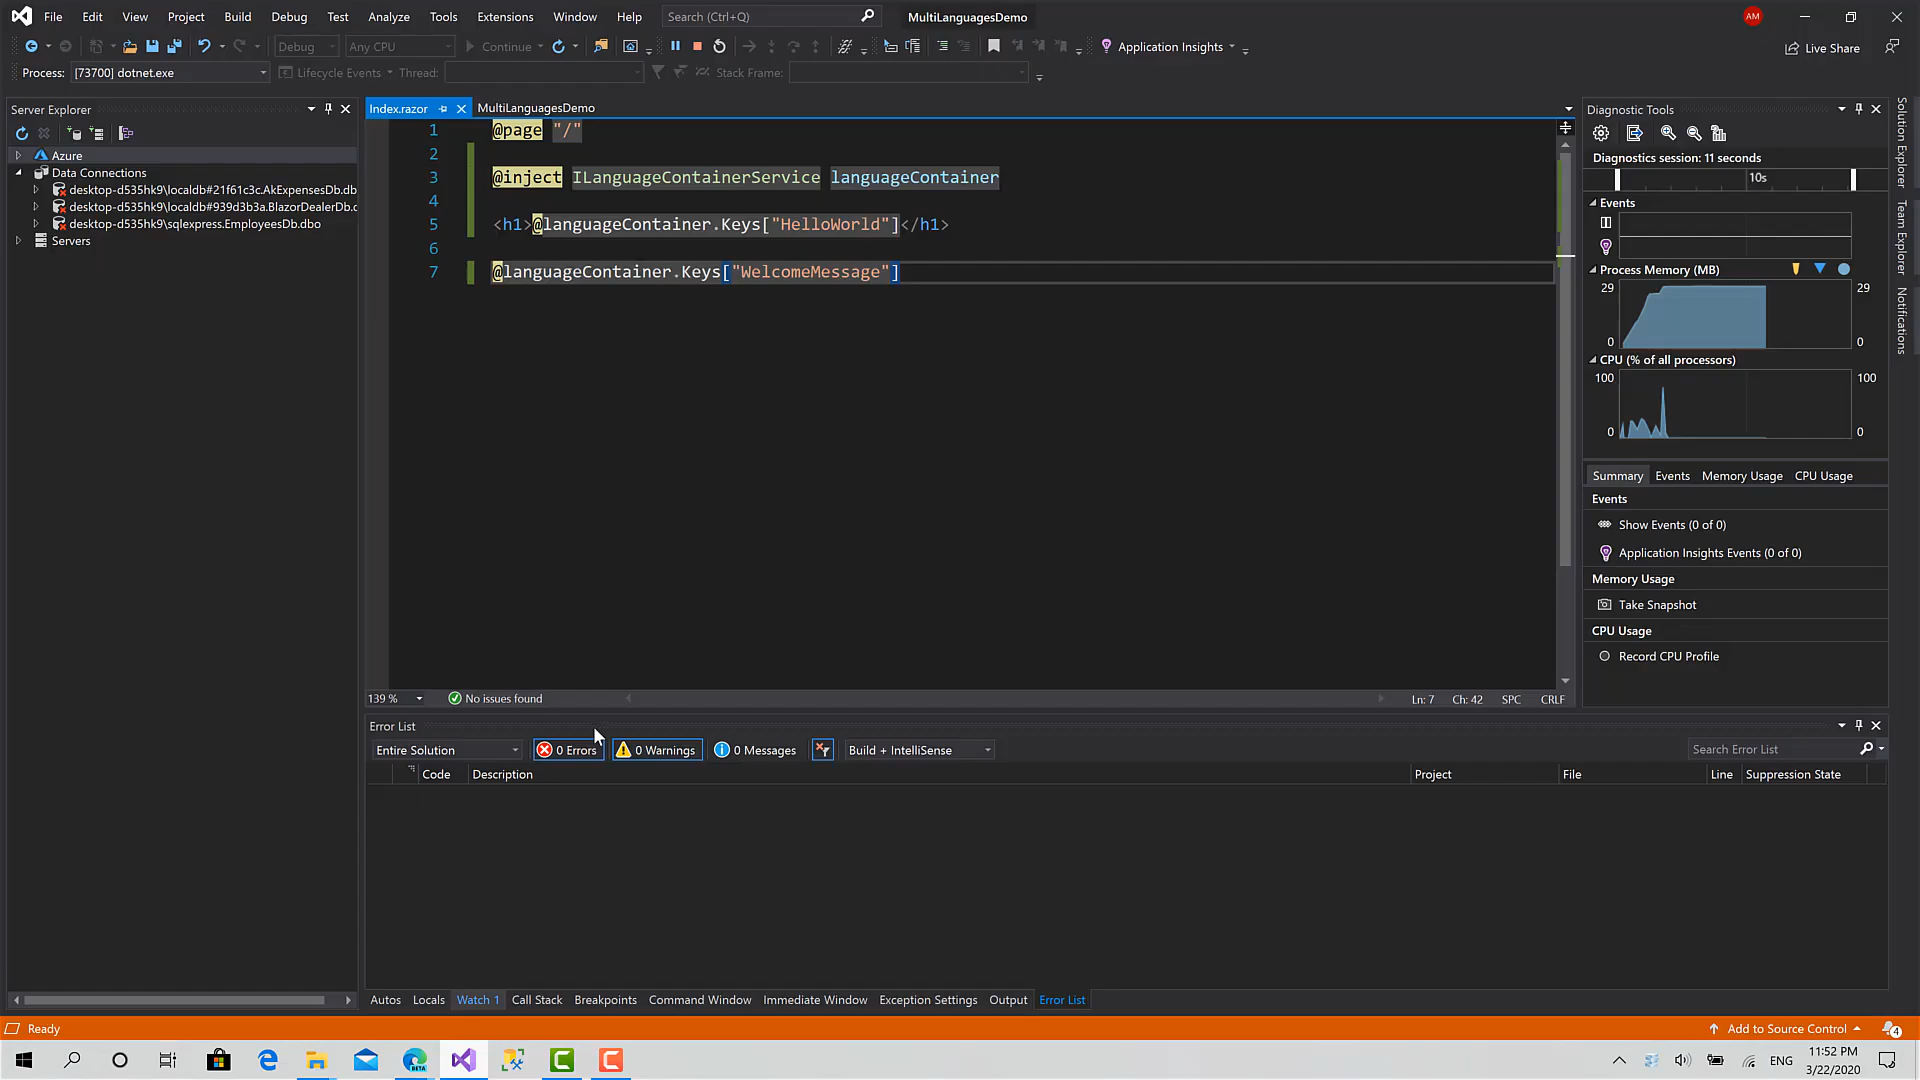 File Edit View Project Build Debug Test Analyze Tools Extensions Window Help Search (Ctrl+Q) MultiLanguagesDemo AM
Debug Any CPU Continue Application Insights Live Share
Process: [73700] dotnet.exe Lifecycle Events Thread: Stack Frame:
Server Explorer
Azure
Data Connections
desktop-d535hk9\localdb#21f61c3c.AkExpensesDb.db
desktop-d535hk9\localdb#939d3b3a.BlazorDealerDb.c
desktop-d535hk9\sqlexpress.EmployeesDb.dbo
Servers
Index.razor MultiLanguagesDemo
1 @page "/"
2
3 @inject ILanguageContainerService languageContainer
4
5 <h1>@languageContainer.Keys["HelloWorld"]</h1>
6
7 @languageContainer.Keys["WelcomeMessage"]
139 % No issues found Ln: 7 Ch: 42 SPC CRLF
Diagnostic Tools
Diagnostics session: 11 seconds
10s
Events
Process Memory (MB)
29 29
0 0
CPU (% of all processors)
100 100
0 0
Summary Events Memory Usage CPU Usage
Events
Show Events (0 of 0)
Application Insights Events (0 of 0)
Memory Usage
Take Snapshot
CPU Usage
Record CPU Profile
Solution Explorer
Team Explorer
Notifications
Error List
Entire Solution 0 Errors 0 Warnings 0 Messages Build + IntelliSense Search Error List
Code Description Project File Line Suppression State
Autos Locals Watch 1 Call Stack Breakpoints Command Window Immediate Window Exception Settings Output Error List
Ready Add to Source Control 4
BETA
ENG 11:52 PM
3/22/2020